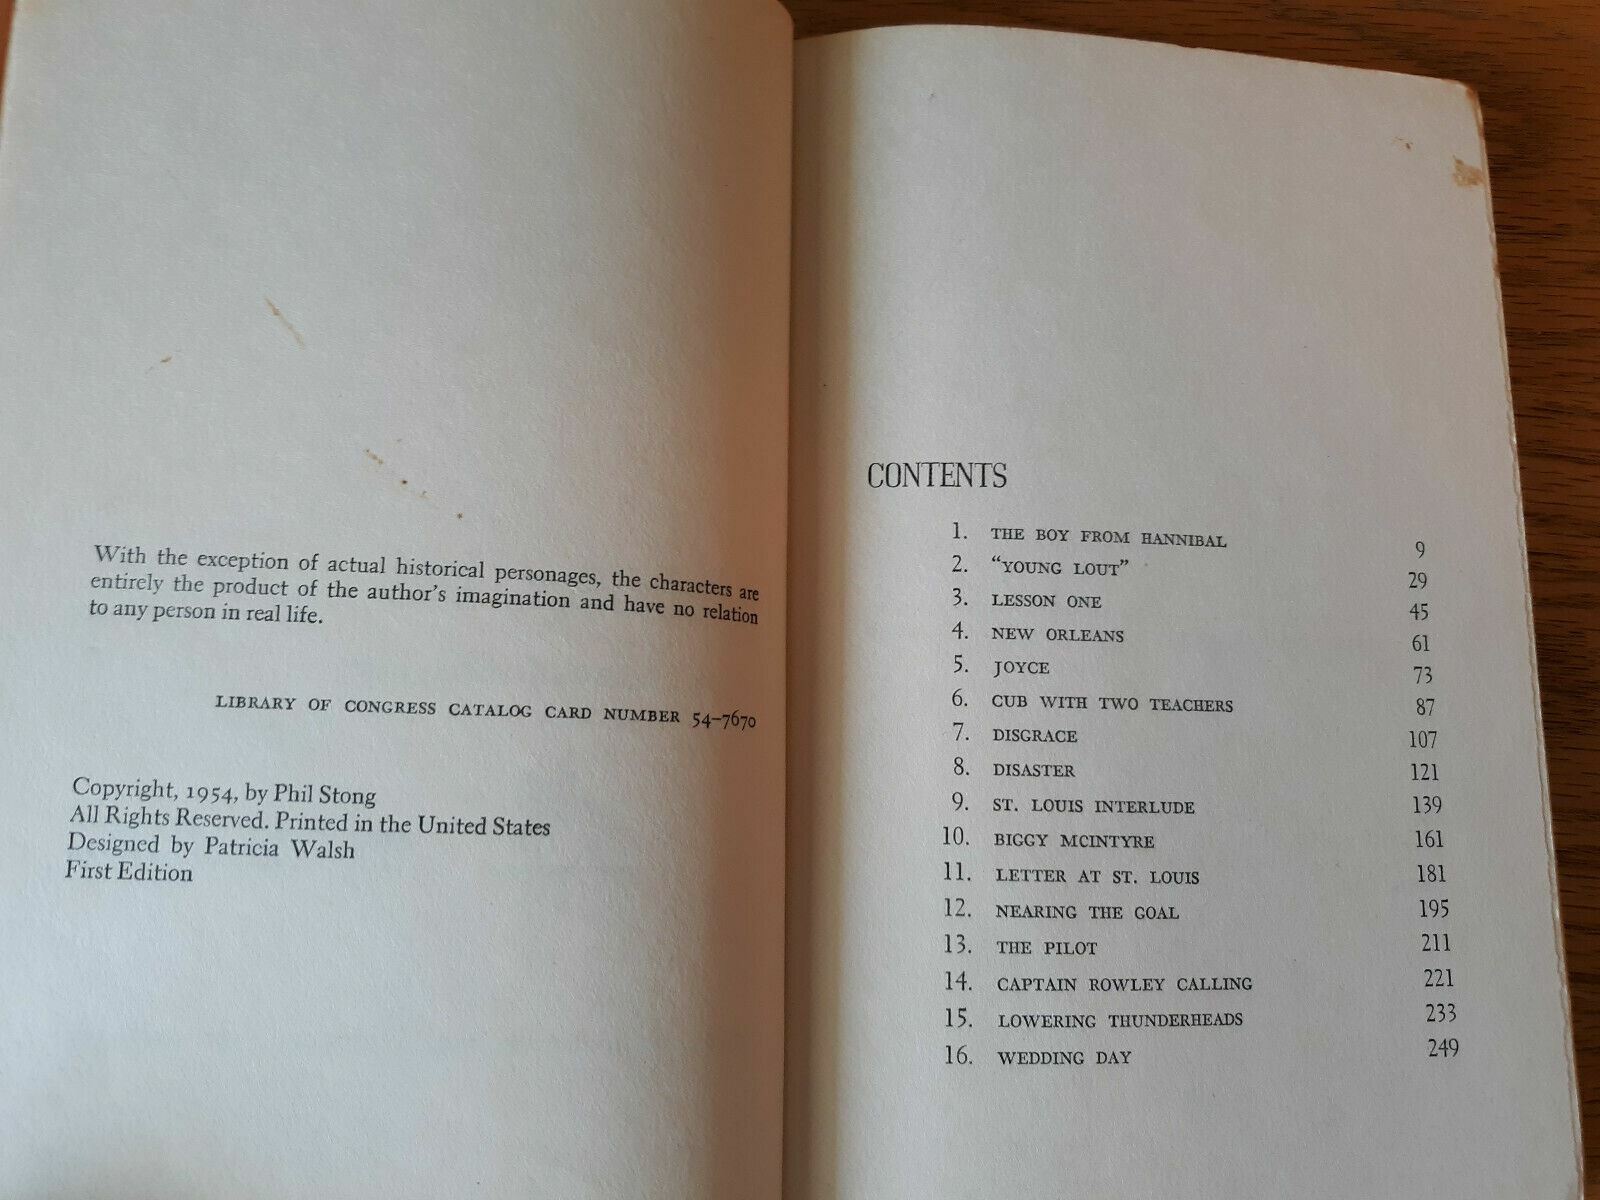 With the exception of actual historical personages, the characters are
entirely the product of the author's imagination and have no relation
to any person in real life.
LIBRARY OF CONGRESS CATALOG CARD NUMBER 54-7670
Copyright, 1954, by Phil Stong
All Rights Reserved. Printed in the United States
Designed by Patricia Walsh
First Edition
CONTENTS
1. THE BOY FROM HANNIBAL 9
2. "YOUNG LOUT" 29
3. LESSON ONE 45
4. NEW ORLEANS 61
5. JOYCE 73
6. CUB WITH TWO TEACHERS 87
7. DISGRACE 107
8. DISASTER 121
9. ST. LOUIS INTERLUDE 139
10. BIGGY MCINTYRE 161
11. LETTER AT ST. LOUIS 181
12. NEARING THE GOAL 195
13. THE PILOT 211
14. CAPTAIN ROWLEY CALLING 221
15. LOWERING THUNDERHEADS 233
16. WEDDING DAY 249